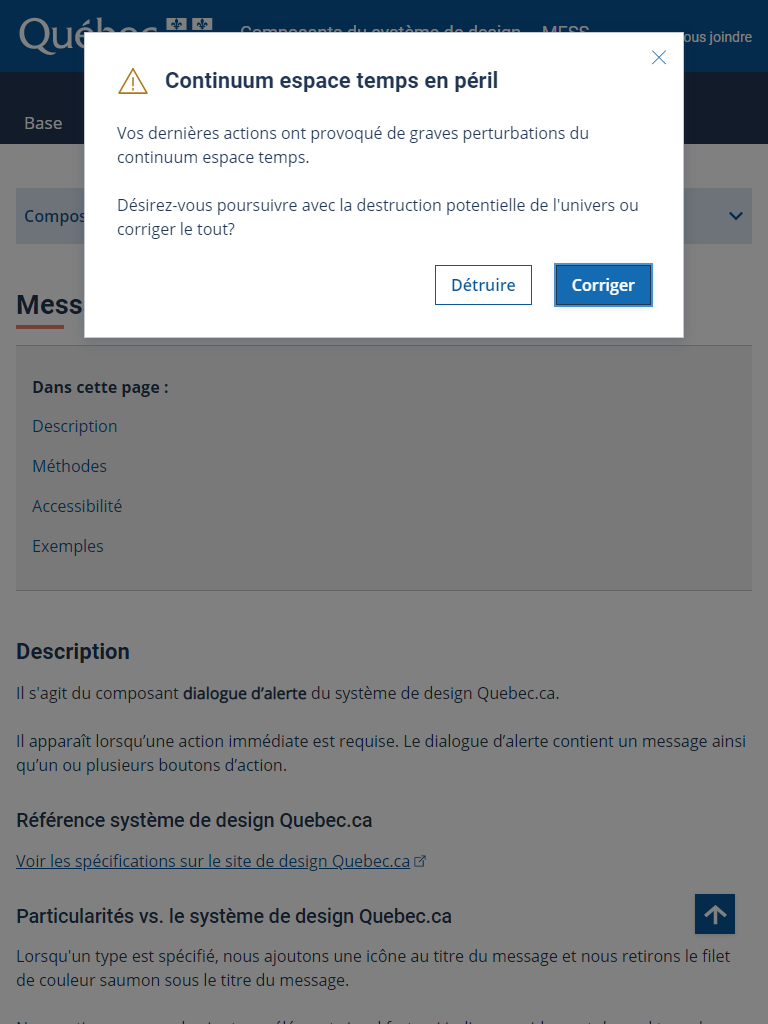 Composants du système de design - MESS
ous joindre
Base
Continuum espace temps en péril
Vos dernières actions ont provoqué de graves perturbations du
continuum espace temps.
Désirez-vous poursuivre avec la destruction potentielle de l'univers ou
corriger le tout?
Détruire
Corriger
Compos
Mess
Dans cette page :
Description
Méthodes
Accessibilité
Exemples
Description
Il s'agit du composant dialogue d’alerte du système de design Quebec.ca.
Il apparaît lorsqu’une action immédiate est requise. Le dialogue d’alerte contient un message ainsi
qu’un ou plusieurs boutons d’action.
Référence système de design Quebec.ca
Voir les spécifications sur le site de design Quebec.ca
Particularités vs. le système de design Quebec.ca
Lorsqu'un type est spécifié, nous ajoutons une icône au titre du message et nous retirons le filet
de couleur saumon sous le titre du message.